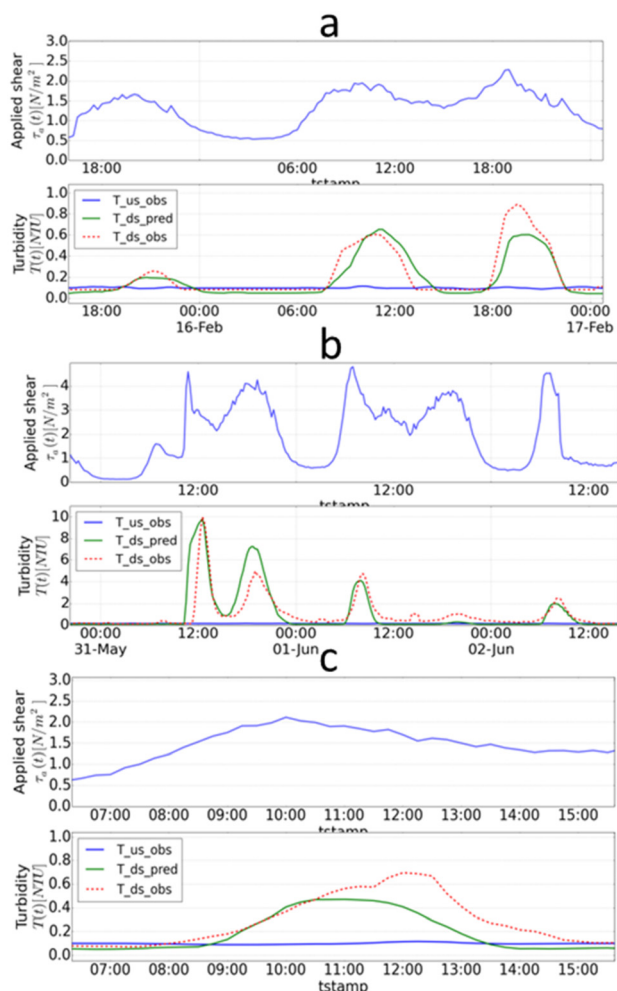 a
Applied shear
τₐ(t)[N/m²]
3.0
2.5
2.0
1.5
1.0
0.5
0.0
18:00 06:00 12:00 18:00
tstamp
Turbidity
T(t)[NTU]
1.0
0.8
0.6
0.4
0.2
0.0
T_us_obs
T_ds_pred
T_ds_obs
18:00 00:00 06:00 12:00 18:00 00:00
16-Feb 17-Feb
b
Applied shear
τₐ(t)[N/m²]
4
3
2
1
0
12:00 12:00 12:00
tstamp
Turbidity
T(t)[NTU]
10
8
6
4
2
0
T_us_obs
T_ds_pred
T_ds_obs
00:00 12:00 00:00 12:00 00:00 12:00
31-May 01-Jun 02-Jun
c
Applied shear
τₐ(t)[N/m²]
3.0
2.5
2.0
1.5
1.0
0.5
0.0
07:00 08:00 09:00 10:00 11:00 12:00 13:00 14:00 15:00
tstamp
Turbidity
T(t)[NTU]
1.0
0.8
0.6
0.4
0.2
0.0
T_us_obs
T_ds_pred
T_ds_obs
07:00 08:00 09:00 10:00 11:00 12:00 13:00 14:00 15:00
tstamp